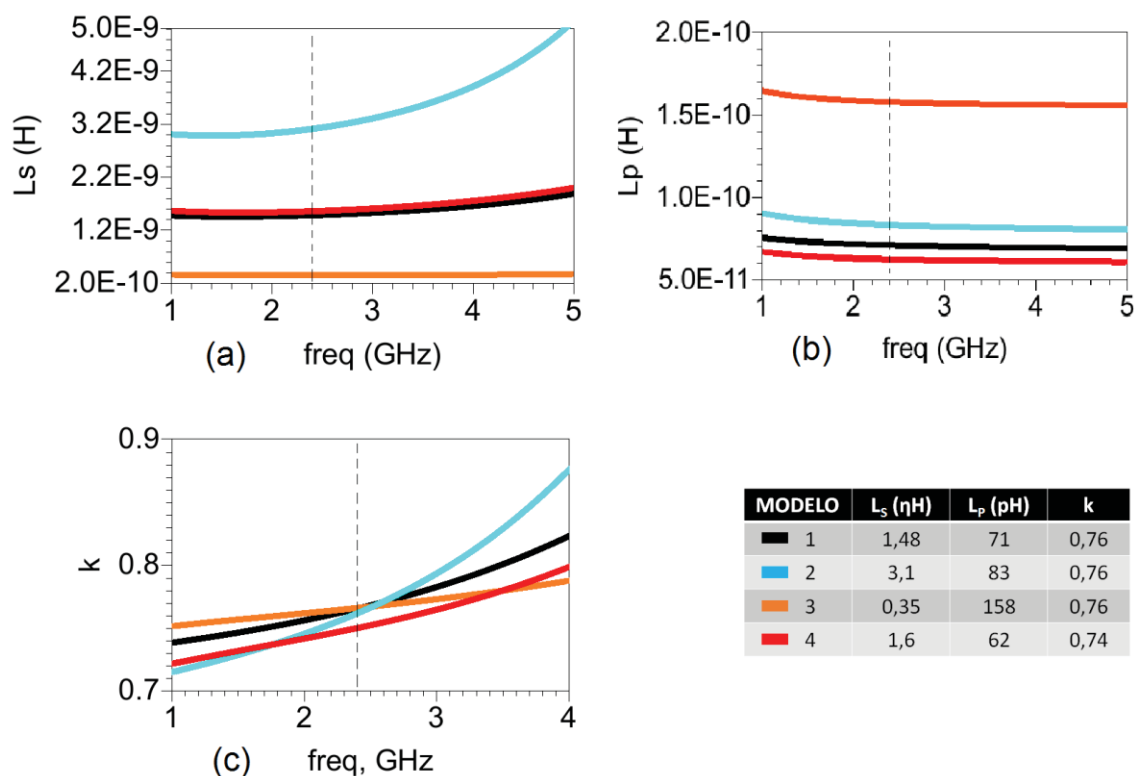 5.0E-9
4.2E-9
3.2E-9
2.2E-9
1.2E-9
2.0E-10
Ls (H)
1 2 3 4 5
(a) freq (GHz)
2.0E-10
1.5E-10
1.0E-10
5.0E-11
Lp (H)
1 2 3 4 5
(b) freq (GHz)
0.9
0.8
0.7
k
1 2 3 4
(c) freq, GHz
MODELO LS (ηH) LP (pH) k
1 1,48 71 0,76
2 3,1 83 0,76
3 0,35 158 0,76
4 1,6 62 0,74